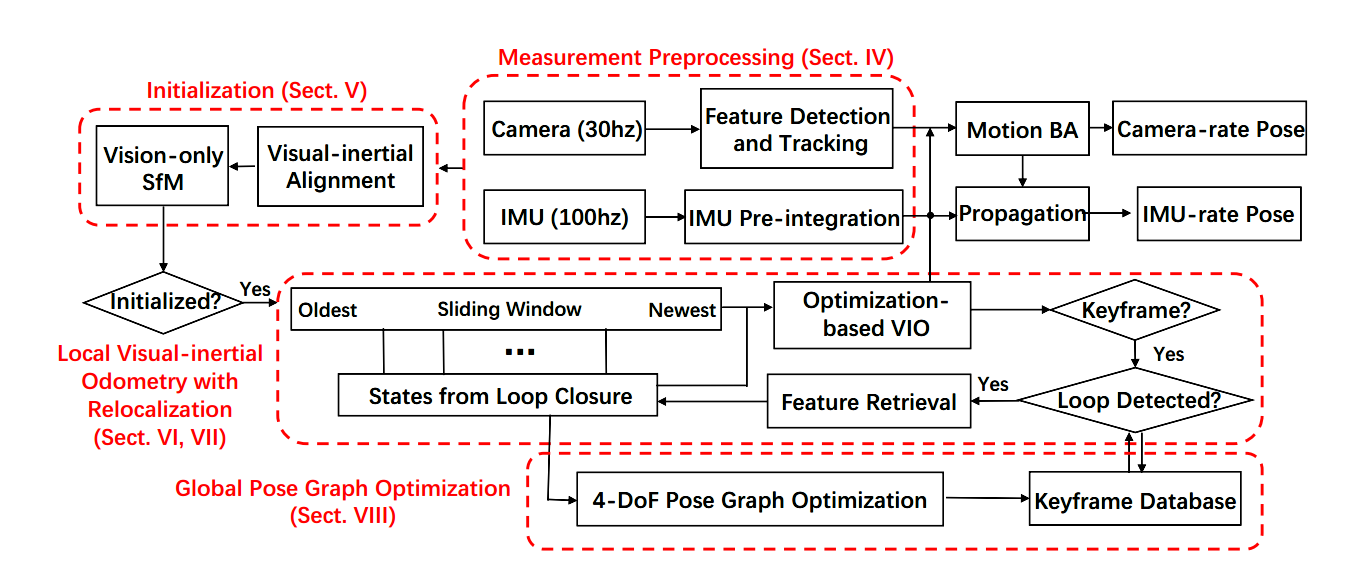 Measurement Preprocessing (Sect. IV)
Initialization (Sect. V)
Vision-only
SfM
Visual-inertial
Alignment
Camera (30hz)
Feature Detection
and Tracking
Motion BA
Camera-rate Pose
IMU (100hz)
IMU Pre-integration
Propagation
IMU-rate Pose
Initialized?
Yes
Oldest
Sliding Window
Newest
...
States from Loop Closure
Optimization-
based VIO
Keyframe?
Yes
Loop Detected?
Yes
Feature Retrieval
Local Visual-inertial
Odometry with
Relocalization
(Sect. VI, VII)
Global Pose Graph Optimization
(Sect. VIII)
4-DoF Pose Graph Optimization
Keyframe Database